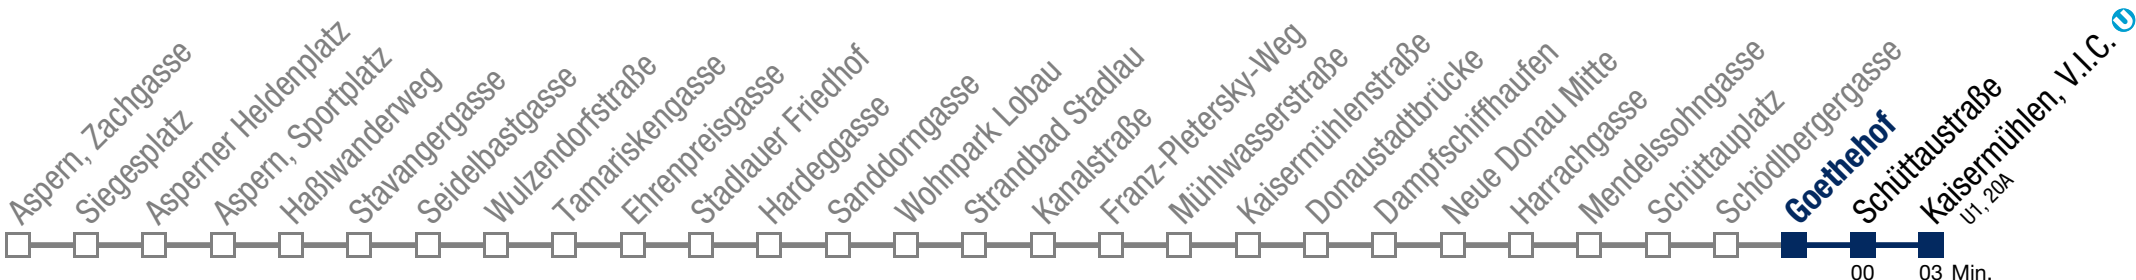 Aspern, Zachgasse
Siegesplatz
Asperner Heldenplatz
Aspern, Sportplatz
Haßlwanderweg
Stavangergasse
Seidelbastgasse
Wulzendorfstraße
Tamariskengasse
Ehrenpreisgasse
Stadlauer Friedhof
Hardeggasse
Sanddorngasse
Wohnpark Lobau
Strandbad Stadlau
Kanalstraße
Franz-Pletersky-Weg
Mühlwasserstraße
Kaisermühlenstraße
Donaustadtbrücke
Dampfschiffhaufen
Neue Donau Mitte
Harrachgasse
Mendelssohngasse
Schüttauplatz
Schödlbergergasse
Goethehof
Schüttaustraße
Kaisermühlen, V.I.C. U
U1, 20A
00 03 Min.